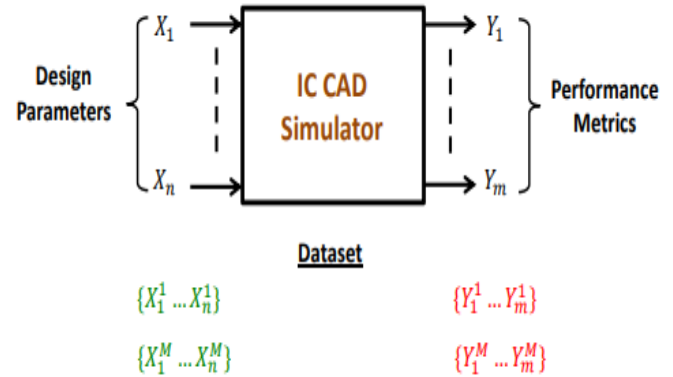 X₁
Y₁
Design
Parameters
IC CAD
Simulator
Performance
Metrics
Xₙ
Yₘ
Dataset
{X₁¹ ... Xₙ¹}
{Y₁¹ ... Yₘ¹}
{X₁ᴹ ... Xₙᴹ}
{Y₁ᴹ ... Yₘᴹ}